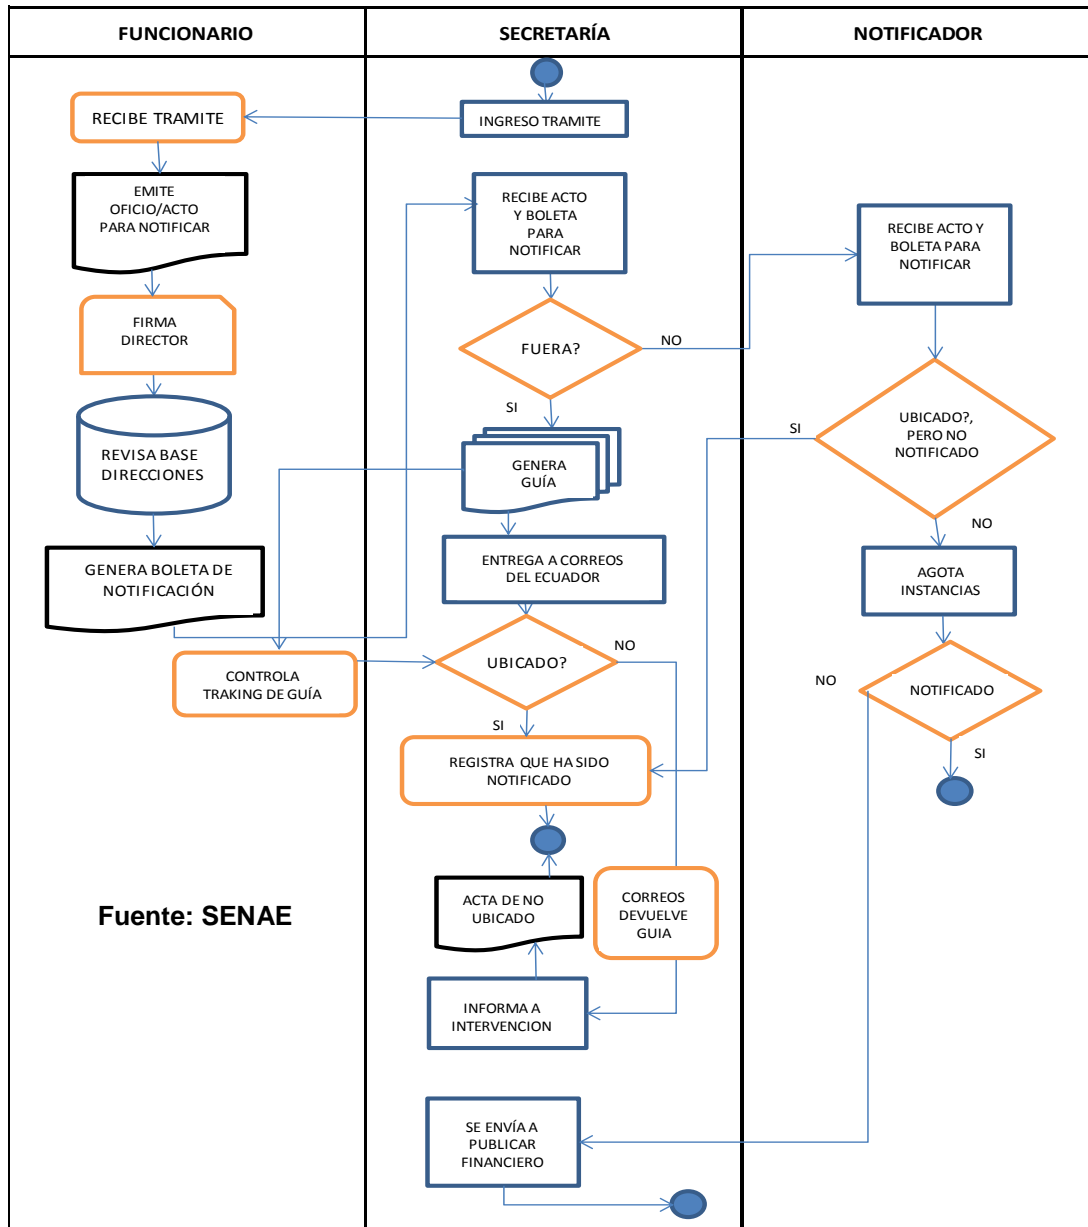 FUNCIONARIO
SECRETARÍA
NOTIFICADOR
RECIBE TRAMITE
INGRESO TRAMITE
EMITE
OFICIO/ACTO
PARA NOTIFICAR
RECIBE ACTO
Y BOLETA
PARA
NOTIFICAR
RECIBE ACTO Y
BOLETA PARA
NOTIFICAR
FIRMA
DIRECTOR
FUERA?
NO
SI
REVISA BASE
DIRECCIONES
GENERA
GUÍA
SI
UBICADO?,
PERO NO
NOTIFICADO
NO
GENERA BOLETA DE
NOTIFICACIÓN
ENTREGA A CORREOS
DEL ECUADOR
AGOTA
INSTANCIAS
CONTROLA
TRAKING DE GUÍA
UBICADO?
NO
SI
NO
NOTIFICADO
SI
REGISTRA QUE HA SIDO
NOTIFICADO
ACTA DE NO
UBICADO
CORREOS
DEVUELVE
GUIA
Fuente: SENAE
INFORMA A
INTERVENCION
SE ENVÍA A
PUBLICAR
FINANCIERO